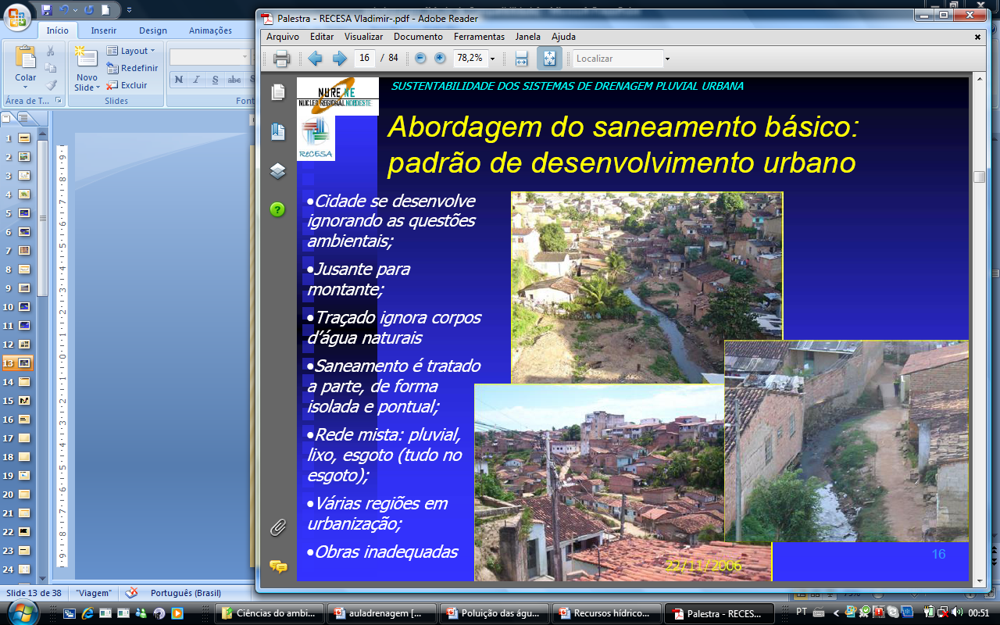 Palestra - RECESA Vladimir-.pdf - Adobe Reader
Início Inserir Design Animações
Arquivo Editar Visualizar Documento Ferramentas Janela Ajuda
16 / 84 78,2% Localizar
Colar
Novo Slide
Layout
Redefinir
Excluir
N I S abc
Área de T... Slides Font
NURENE
NÚCLEO REGIONAL NORDESTE
ReCESA
SUSTENTABILIDADE DOS SISTEMAS DE DRENAGEM PLUVIAL URBANA
Abordagem do saneamento básico:
padrão de desenvolvimento urbano
•Cidade se desenvolve
ignorando as questões
ambientais;
•Jusante para
montante;
•Traçado ignora corpos
d’água naturais
•Saneamento é tratado
a parte, de forma
isolada e pontual;
•Rede mista: pluvial,
lixo, esgoto (tudo no
esgoto);
•Várias regiões em
urbanização;
•Obras inadequadas
22/11/2006
16
1
2
3
4
5
6
7
8
9
10
11
12
13
14
15
16
17
18
19
20
21
22
23
24
Slide 13 de 38 "Viagem" Português (Brasil)
Ciências do ambi... auladrenagem [... Poluição das águ... Recursos hídricos... Palestra - RECES... PT 00:51